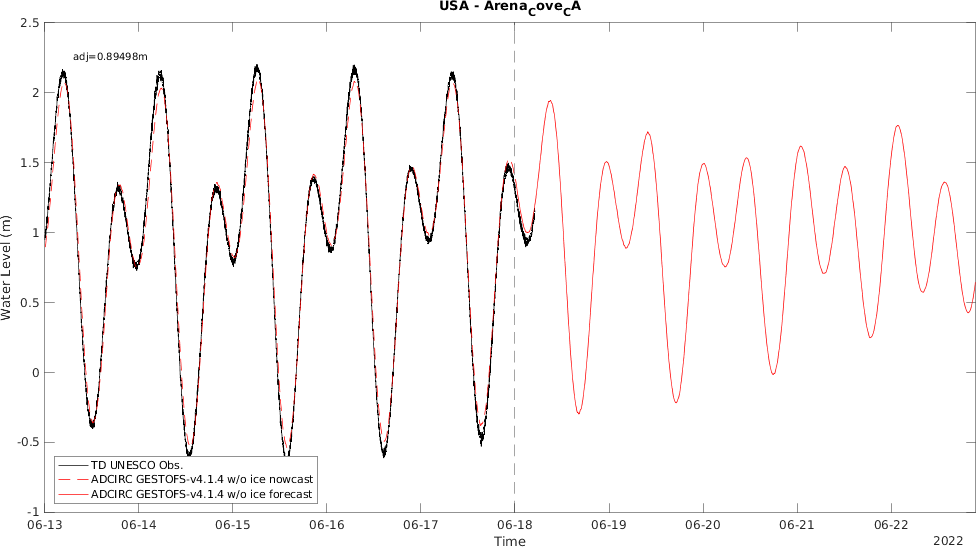 USA - ArenaCoveCA
adj=0.89498m
2.5
2
1.5
1
0.5
0
-0.5
-1
Water Level (m)
TD UNESCO Obs.
ADCIRC GESTOFS-v4.1.4 w/o ice nowcast
ADCIRC GESTOFS-v4.1.4 w/o ice forecast
06-13 06-14 06-15 06-16 06-17 06-18 06-19 06-20 06-21 06-22
Time
2022